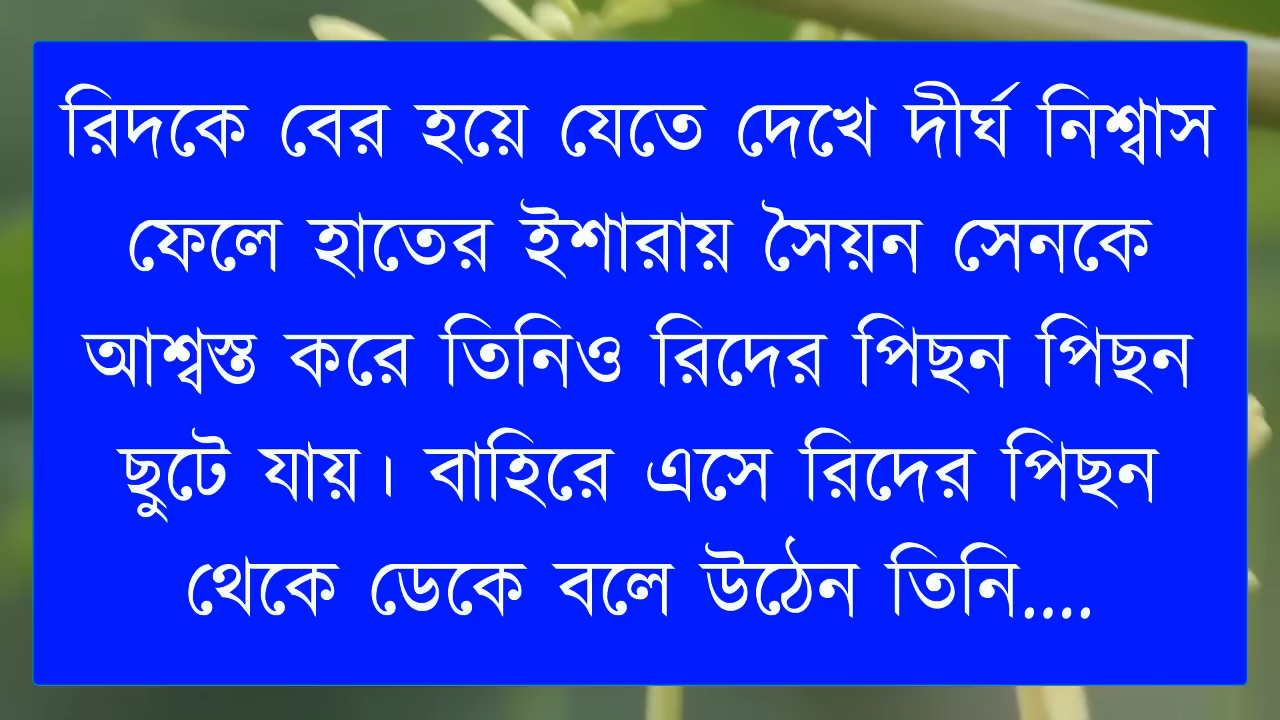 রিদকে বের হয়ে যেতে দেখে দীর্ঘ নিশ্বাস
ফেলে হাতের ইশারায় সৈয়ন সেনকে
আশ্বস্ত করে তিনিও রিদের পিছন পিছন
ছুটে যায়। বাহিরে এসে রিদের পিছন
থেকে ডেকে বলে উঠেন তিনি....